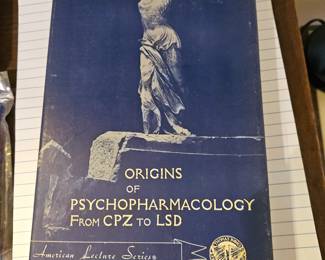 ORIGINS
OF
PSYCHOPHARMACOLOGY
FROM CPZ TO LSD
American Lecture Series